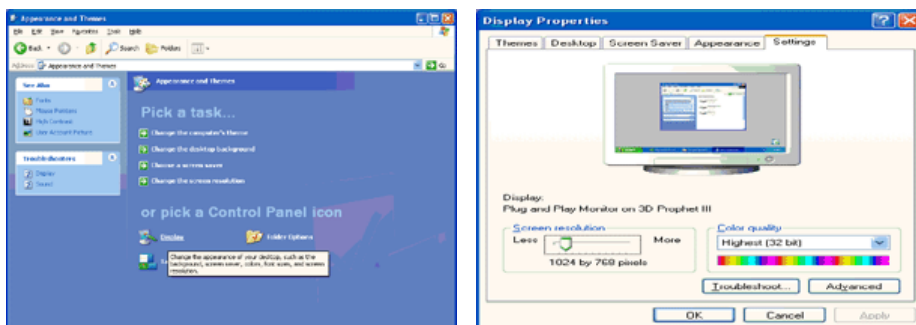 Appearance and Themes
File Edit View Favorites Tools Help
Back Search Folders
Address Appearance and Themes Go
See Also
Fonts
Mouse Pointers
High Contrast
User Account Picture
Troubleshooters
Display
Sound
Appearance and Themes
Pick a task...
Change the computer's theme
Change the desktop background
Choose a screen saver
Change the screen resolution
or pick a Control Panel icon
Display Folder Options
Change the appearance of your desktop, such as the
background, screen saver, colors, font sizes, and screen
resolution.
Display Properties
Themes Desktop Screen Saver Appearance Settings
Display:
Plug and Play Monitor on 3D Prophet III
Screen resolution
Less More
1024 by 768 pixels
Color quality
Highest (32 bit)
Troubleshoot... Advanced
OK Cancel Apply